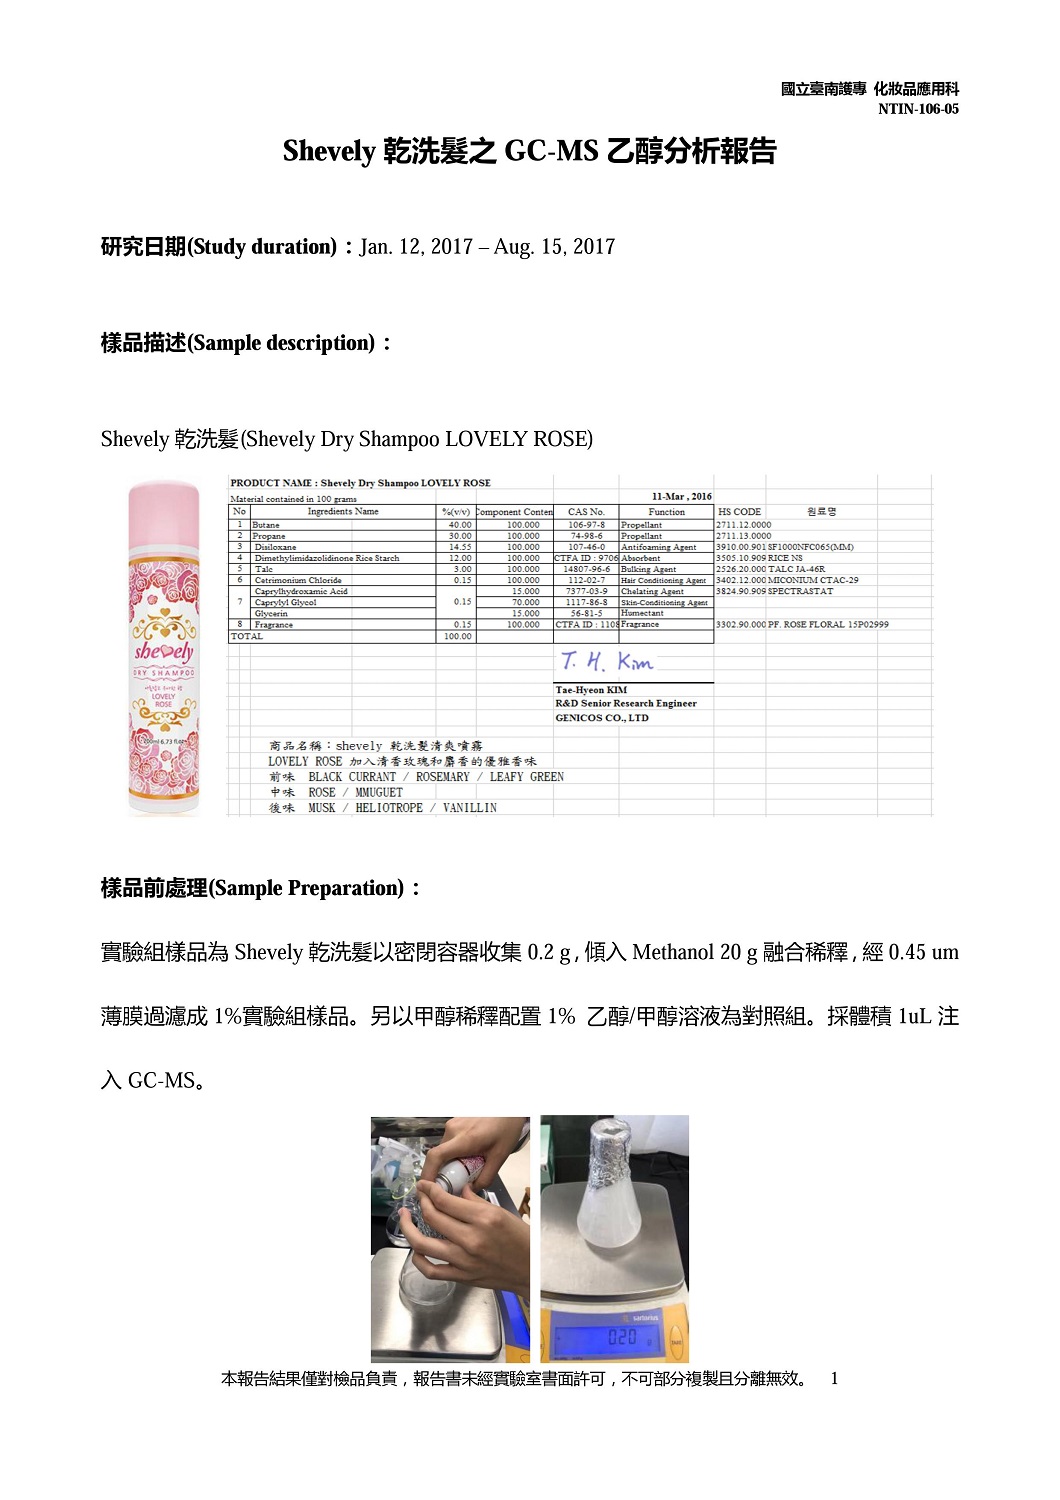 國立臺南護專 化妝品應用科
NTIN-106-05
Shevely 乾洗髮之 GC-MS 乙醇分析報告
研究日期(Study duration)：Jan. 12, 2017 – Aug. 15, 2017
樣品描述(Sample description)：
Shevely 乾洗髮(Shevely Dry Shampoo LOVELY ROSE)
PRODUCT NAME : Shevely Dry Shampoo LOVELY ROSE
Material contained in 100 grams 11-Mar , 2016
No Ingredients Name %(v/v) Component Conten CAS No. Function HS CODE 원료명
1 Butane 40.00 100.000 106-97-8 Propellant 2711.12.0000
2 Propane 30.00 100.000 74-98-6 Propellant 2711.13.0000
3 Disiloxane 14.55 100.000 107-46-0 Antifoaming Agent 3910.00.901 SF1000NFC065(MM)
4 Dimethylimidazolidinone Rice Starch 12.00 100.000 CTFA ID : 9706 Absorbent 3505.10.909 RICE NS
5 Talc 3.00 100.000 14807-96-6 Bulking Agent 2526.20.000 TALC JA-46R
6 Cetrimonium Chloride 0.15 100.000 112-02-7 Hair Conditioning Agent 3402.12.000 MICONIUM CTAC-29
Caprylhydroxamic Acid 15.000 7377-03-9 Chelating Agent 3824.90.909 SPECTRASTAT
7 Caprylyl Glycol 0.15 70.000 1117-86-8 Skin-Conditioning Agent
Glycerin 15.000 56-81-5 Humectant
8 Fragrance 0.15 100.000 CTFA ID : 1108 Fragrance 3302.90.000 PF. ROSE FLORAL 15P02999
TOTAL 100.00
T. H. Kim
Tae-Hyeon KIM
R&D Senior Research Engineer
GENICOS CO., LTD
商品名稱：shevely 乾洗髮清爽噴霧
LOVELY ROSE 加入清香玫瑰和麝香的優雅香味
前味 BLACK CURRANT / ROSEMARY / LEAFY GREEN
中味 ROSE / MMUGUET
後味 MUSK / HELIOTROPE / VANILLIN
shevely
DRY SHAMPOO
LOVELY
ROSE
200ml 6.73 fl.oz
樣品前處理(Sample Preparation)：
實驗組樣品為 Shevely 乾洗髮以密閉容器收集 0.2 g，傾入 Methanol 20 g 融合稀釋，經 0.45 um
薄膜過濾成 1%實驗組樣品。另以甲醇稀釋配置 1% 乙醇/甲醇溶液為對照組。採體積 1uL 注
入 GC-MS。
sartorius
020 g
本報告結果僅對檢品負責，報告書未經實驗室書面許可，不可部分複製且分離無效。 1